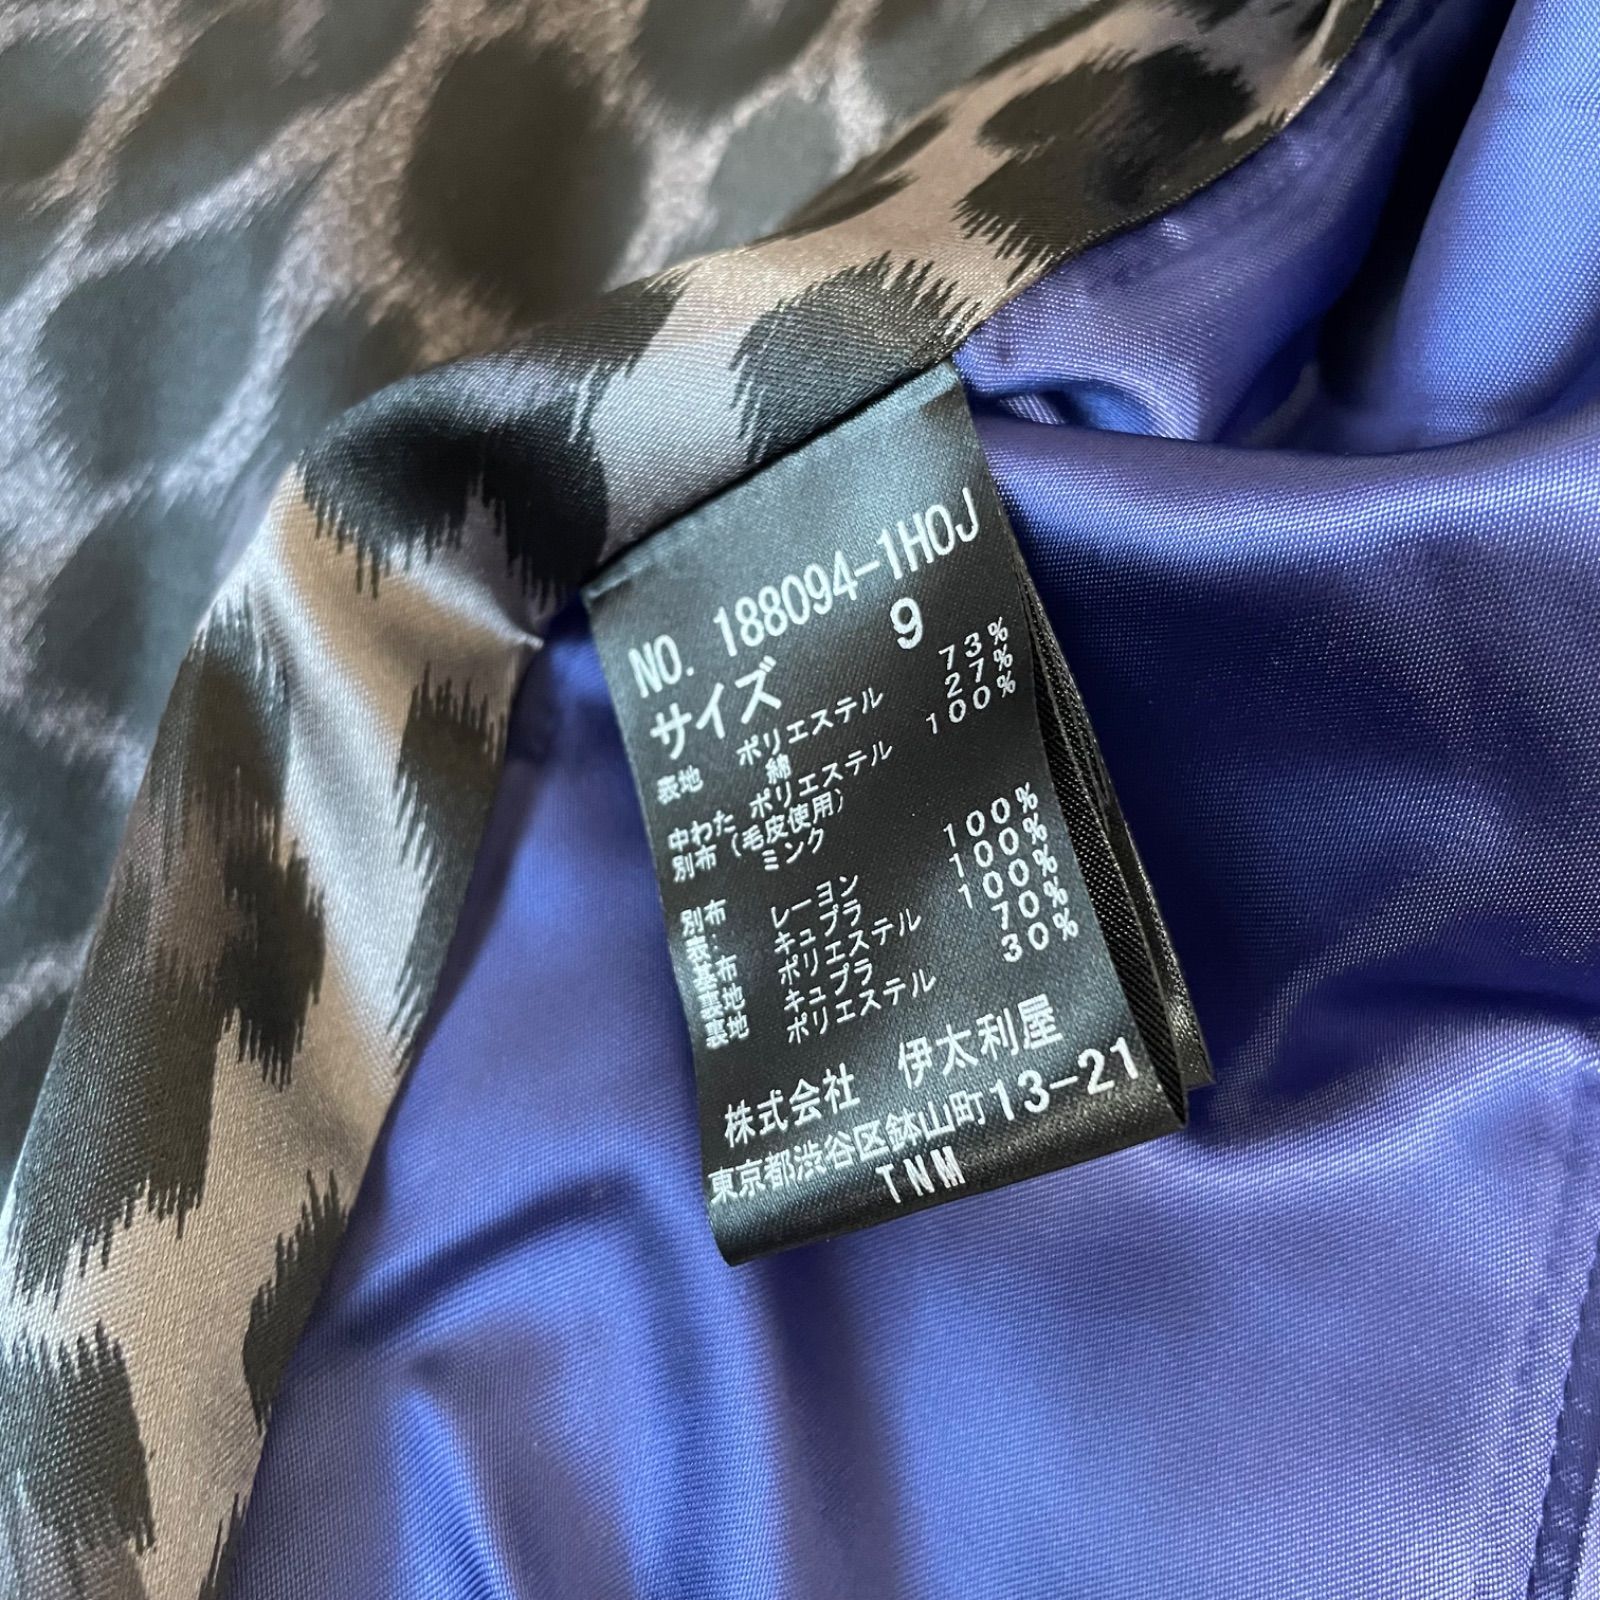 NO. 188094-1HOJ
サイズ 9
表地 ポリエステル 73%
綿 27%
中わた ポリエステル 100%
別布(毛皮使用)
ミンク
別布 レーヨン 100%
表: キュプラ 100%
基布 ポリエステル 100%
裏地 キュプラ 70%
裏地 ポリエステル 30%
株式会社 伊太利屋
東京都渋谷区鉢山町13-21
TNM